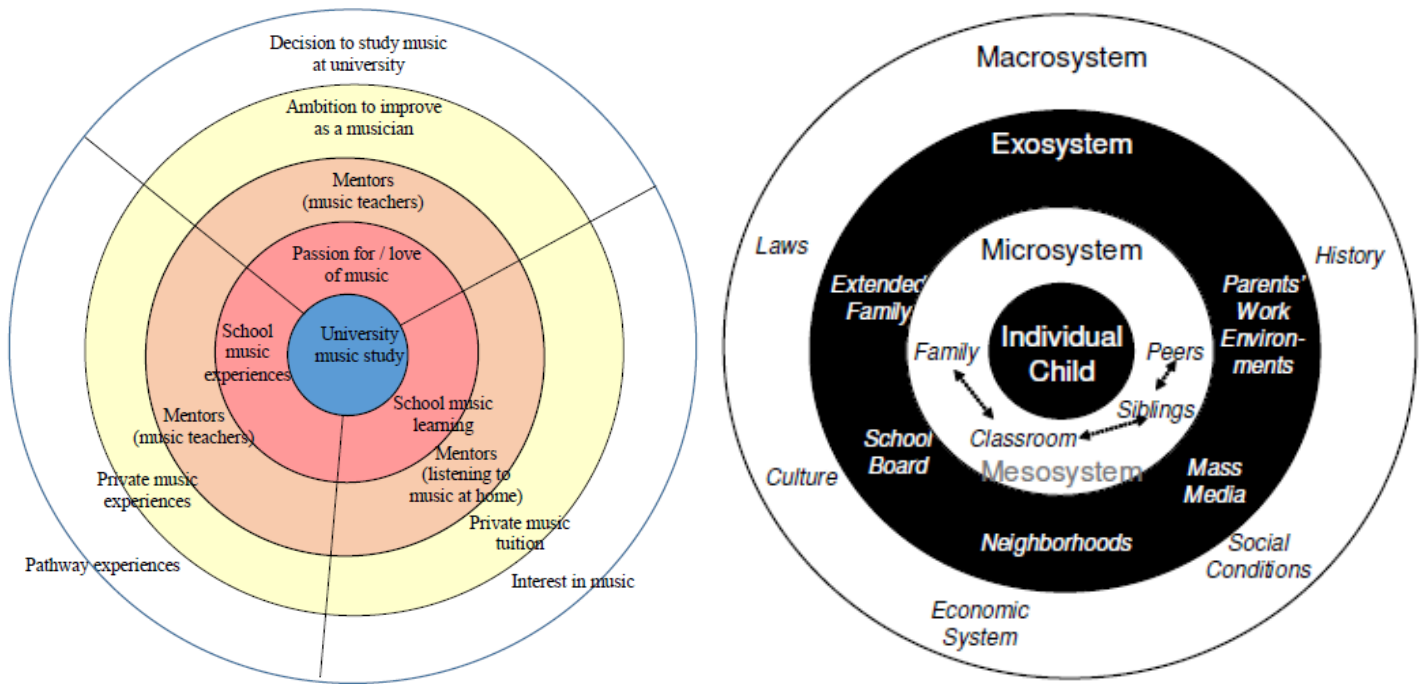 Decision to study music
at university
Ambition to improve
as a musician
Mentors
(music teachers)
Passion for / love
of music
University
music study
School
music
experiences
School music
learning
Mentors
(music teachers)
Mentors
(listening to
music at home)
Private music
experiences
Private music
tuition
Pathway experiences
Interest in music
Macrosystem
Exosystem
Microsystem
Laws
History
Extended
Family
Parents'
Work
Environ-
ments
Individual
Child
Family
Peers
Siblings
Classroom
School
Board
Mesosystem
Culture
Mass
Media
Neighborhoods
Social
Conditions
Economic
System